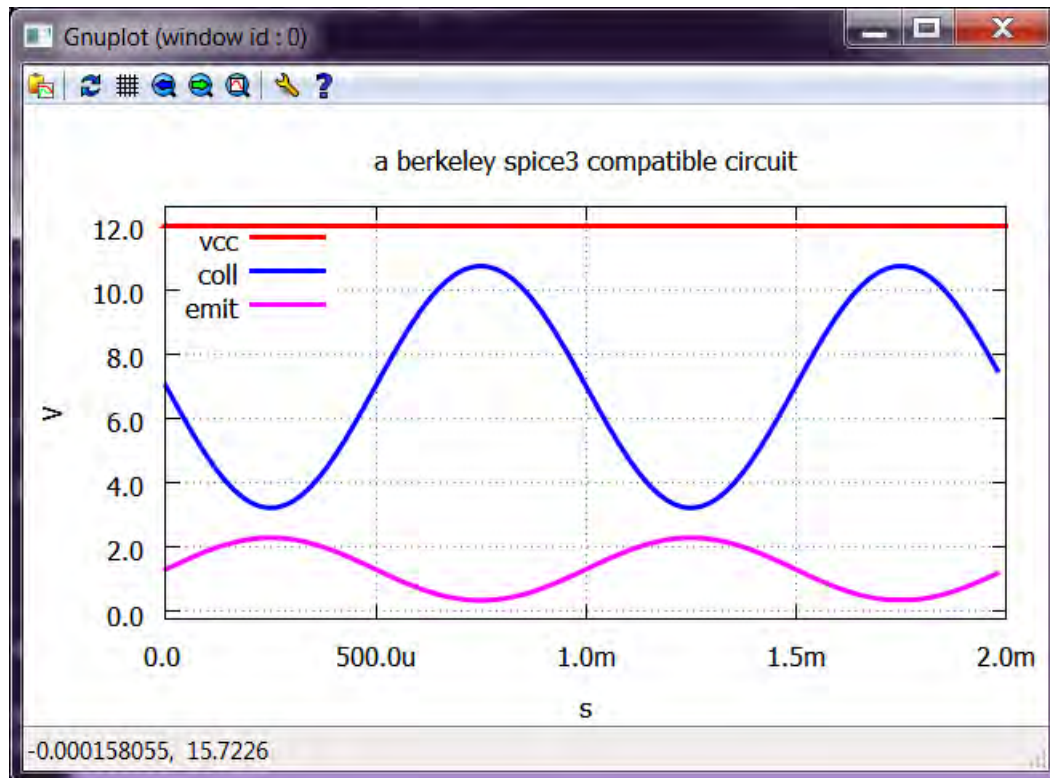 Gnuplot (window id : 0)
?
a berkeley spice3 compatible circuit
12.0
10.0
8.0
6.0
4.0
2.0
0.0
vcc
coll
emit
V
0.0 500.0u 1.0m 1.5m 2.0m
s
-0.000158055, 15.7226